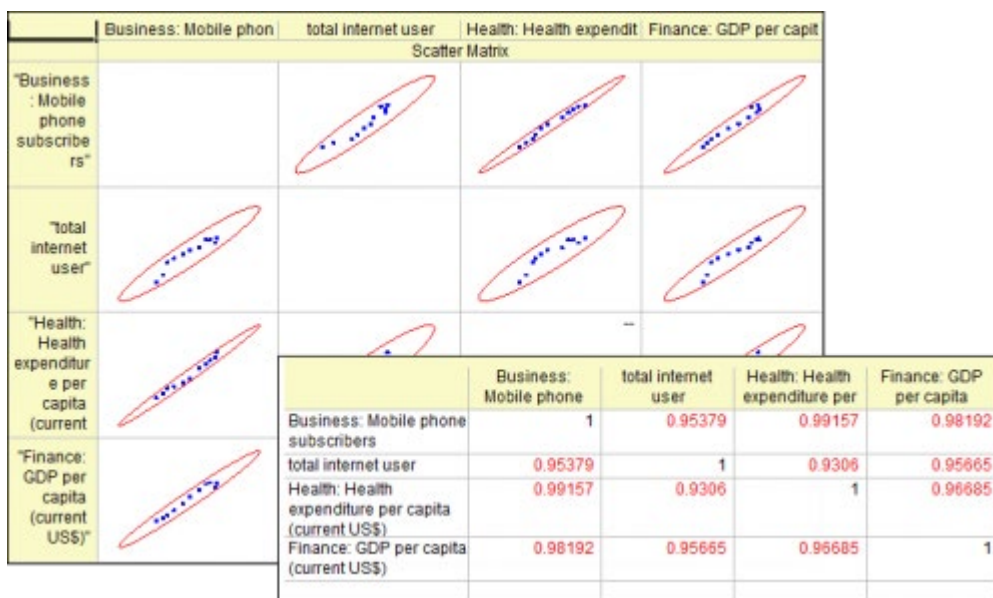 Business: Mobile phon total internet user Health: Health expendit Finance: GDP per capit
Scatter Matrix
"Business
: Mobile
phone
subscribe
rs"
"total
internet
user"
"Health:
Health
expenditur
e per
capita
(current
"Finance:
GDP per
capita
(current
US$)"
--
Business:
Mobile phone
total internet
user
Health: Health
expenditure per
Finance: GDP
per capita
Business: Mobile phone
subscribers
1 0.95379 0.99157 0.98192
total internet user 0.95379 1 0.9306 0.95665
Health: Health
expenditure per capita
(current US$)
0.99157 0.9306 1 0.96685
Finance: GDP per capita
(current US$)
0.98192 0.95665 0.96685 1